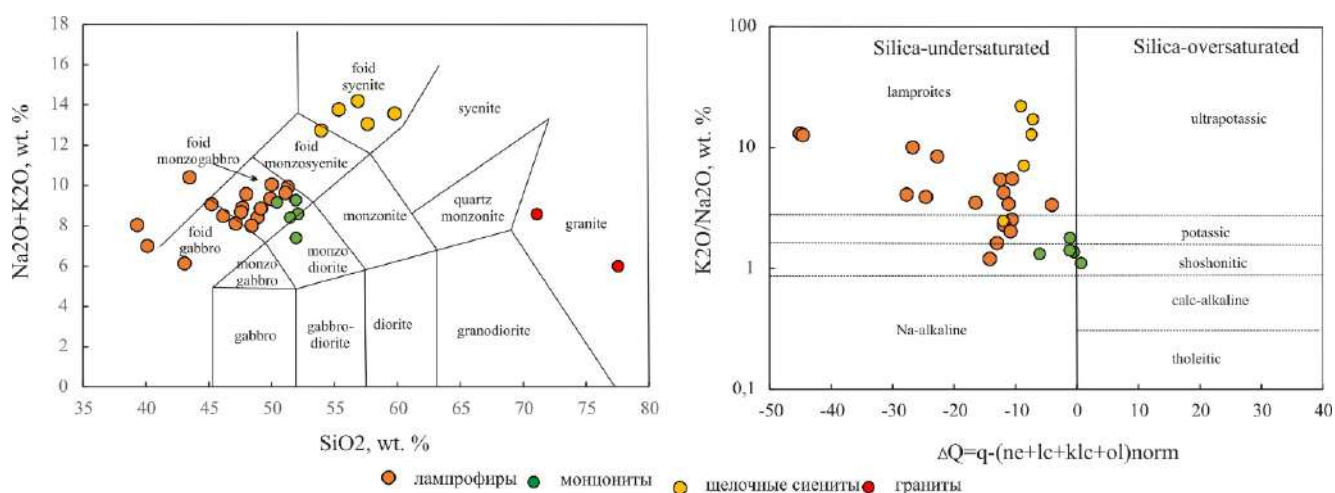 18
16
14
12
10
8
6
4
2
0
35
40
45
50
55
60
65
70
75
80
Na2O+K2O, wt. %
SiO2, wt. %
foid
syenite
syenite
foid
monzogabbro
foid
monzosyenite
foid
gabbro
monzonite
quartz
monzonite
granite
monzo
gabbro
monzo
diorite
gabbro
gabbro-
diorite
diorite
granodiorite
100
10
1
0,1
-50
-40
-30
-20
-10
0
10
20
30
40
K2O/Na2O, wt. %
ΔQ=q-(ne+lc+klc+ol)norm
Silica-undersaturated
Silica-oversaturated
lamproites
ultrapotassic
potassic
shoshonitic
calc-alkaline
Na-alkaline
tholeitic
лампрофиры
монцониты
щелочные сиениты
граниты